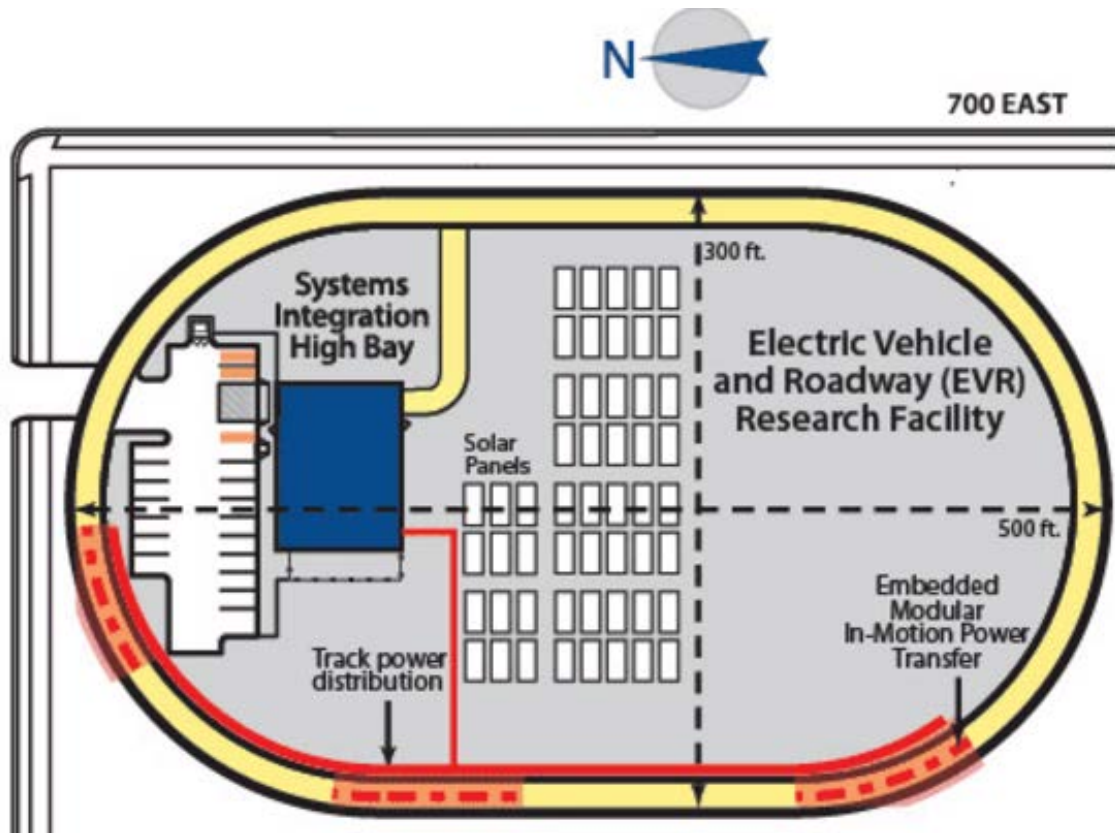 N
700 EAST
300 ft.
Systems
Integration
High Bay
Electric Vehicle
and Roadway (EVR)
Research Facility
Solar
Panels
500 ft.
Embedded
Modular
In-Motion Power
Transfer
Track power
distribution